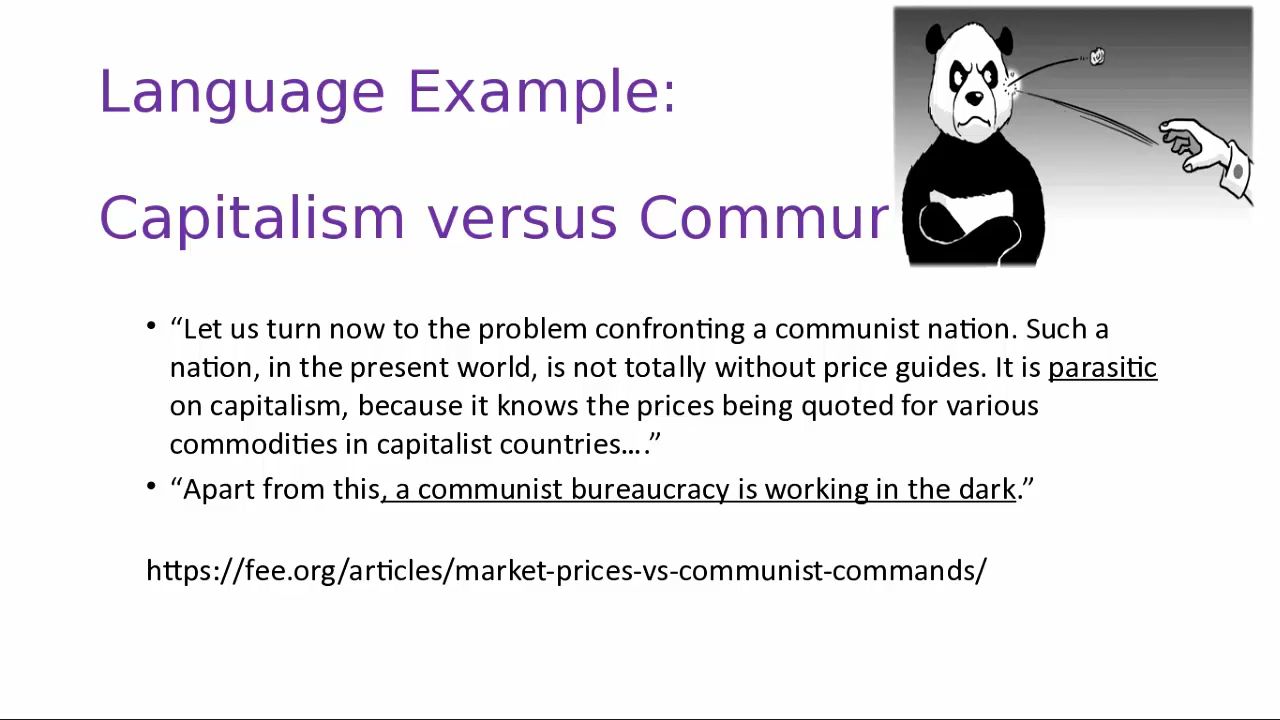 Language Example:
Capitalism versus Commun
• “Let us turn now to the problem confronting a communist nation. Such a
nation, in the present world, is not totally without price guides. It is parasitic
on capitalism, because it knows the prices being quoted for various
commodities in capitalist countries….”
• “Apart from this, a communist bureaucracy is working in the dark.”
https://fee.org/articles/market-prices-vs-communist-commands/